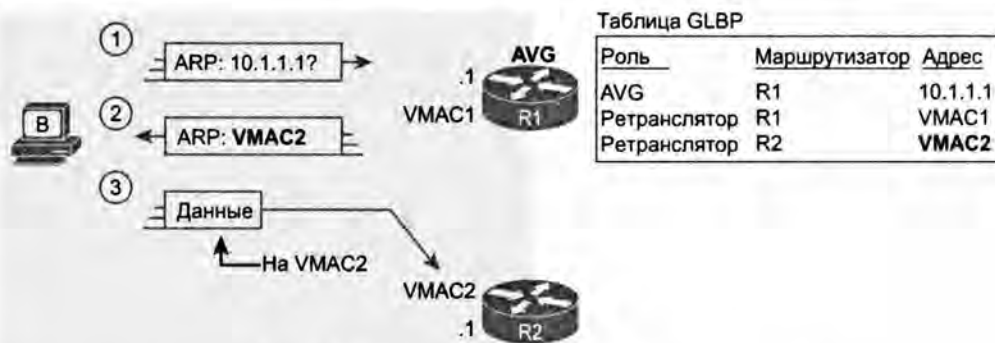 Таблица GLBP
Роль Маршрутизатор Адрес
AVG R1 10.1.1.1
Ретранслятор R1 VMAC1
Ретранслятор R2 VMAC2
1
ARP: 10.1.1.1?
AVG
.1
VMAC1
R1
B
2
ARP: VMAC2
3
Данные
На VMAC2
VMAC2
.1
R2